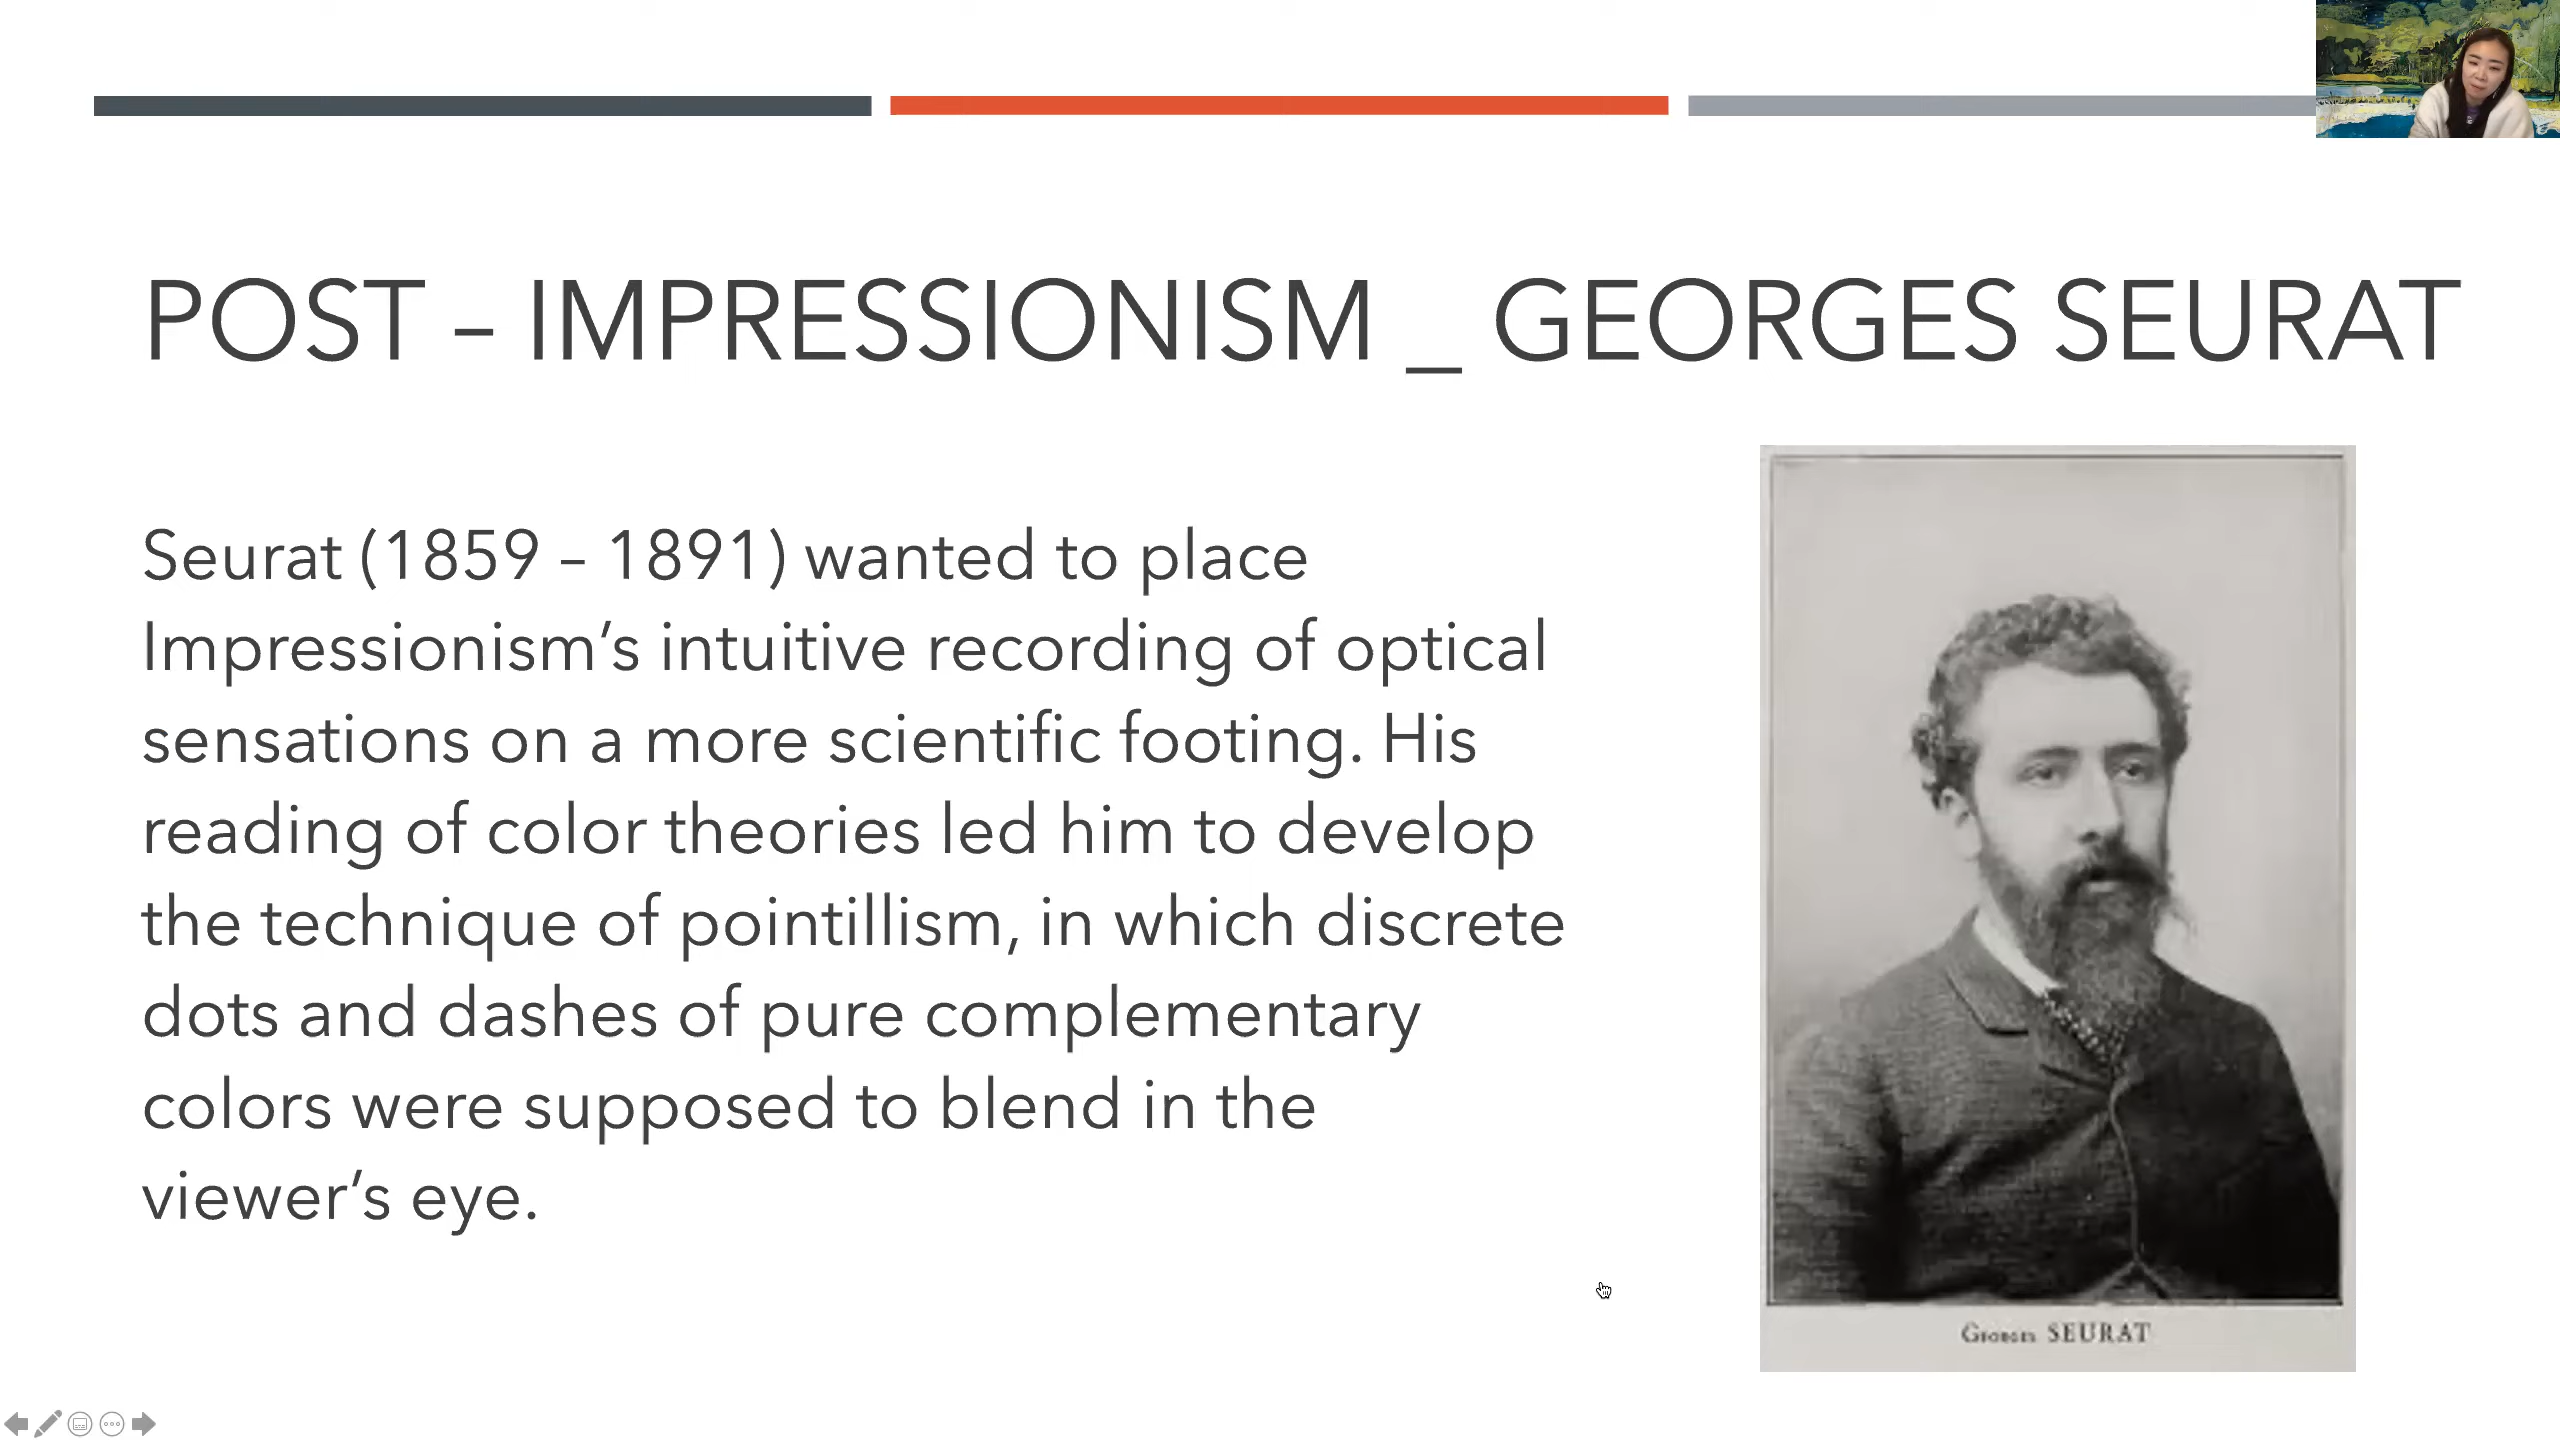 POST – IMPRESSIONISM _ GEORGES SEURAT
Seurat (1859 – 1891) wanted to place
Impressionism’s intuitive recording of optical
sensations on a more scientific footing. His
reading of color theories led him to develop
the technique of pointillism, in which discrete
dots and dashes of pure complementary
colors were supposed to blend in the
viewer’s eye.
Georges SEURAT